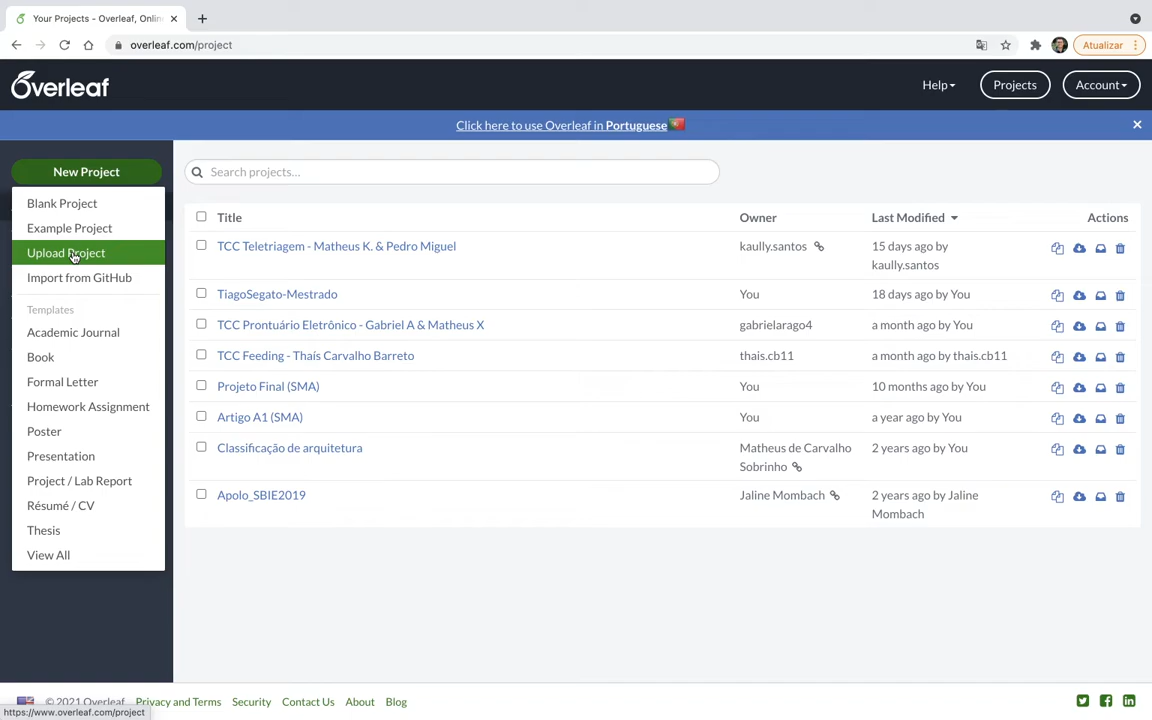 Your Projects - Overleaf, Onlin
overleaf.com/project
Atualizar
Overleaf
Help
Projects
Account
Click here to use Overleaf in Portuguese
New Project
Search projects...
Blank Project
Example Project
Upload Project
Import from GitHub
Templates
Academic Journal
Book
Formal Letter
Homework Assignment
Poster
Presentation
Project / Lab Report
Résumé / CV
Thesis
View All
Title Owner Last Modified Actions
TCC Teletriagem - Matheus K. & Pedro Miguel kaully.santos 15 days ago by
kaully.santos
TiagoSegato-Mestrado You 18 days ago by You
TCC Prontuário Eletrônico - Gabriel A & Matheus X gabrielarago4 a month ago by You
TCC Feeding - Thaís Carvalho Barreto thais.cb11 a month ago by thais.cb11
Projeto Final (SMA) You 10 months ago by You
Artigo A1 (SMA) You a year ago by You
Classificação de arquitetura Matheus de Carvalho 2 years ago by You
Sobrinho
Apolo_SBIE2019 Jaline Mombach 2 years ago by Jaline
Mombach
© 2021 Overleaf Privacy and Terms Security Contact Us About Blog
https://www.overleaf.com/project